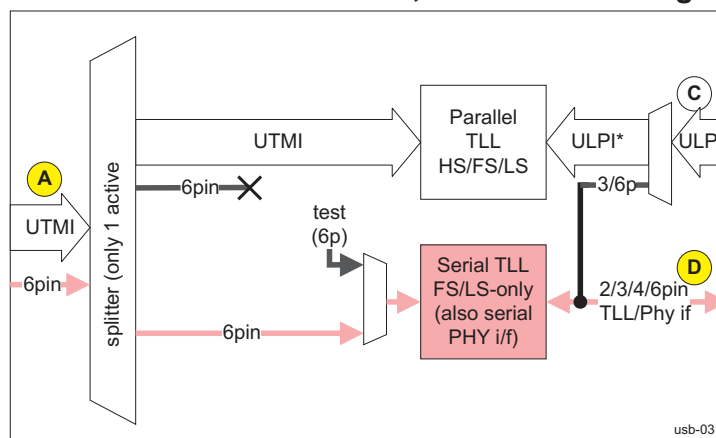 A
UTMI
6pin
splitter (only 1 active)
UTMI
6pin
test
(6p)
6pin
Parallel
TLL
HS/FS/LS
Serial TLL
FS/LS-only
(also serial
PHY i/f)
ULPI*
C
ULP
3/6p
D
2/3/4/6pin
TLL/Phy if
usb-03